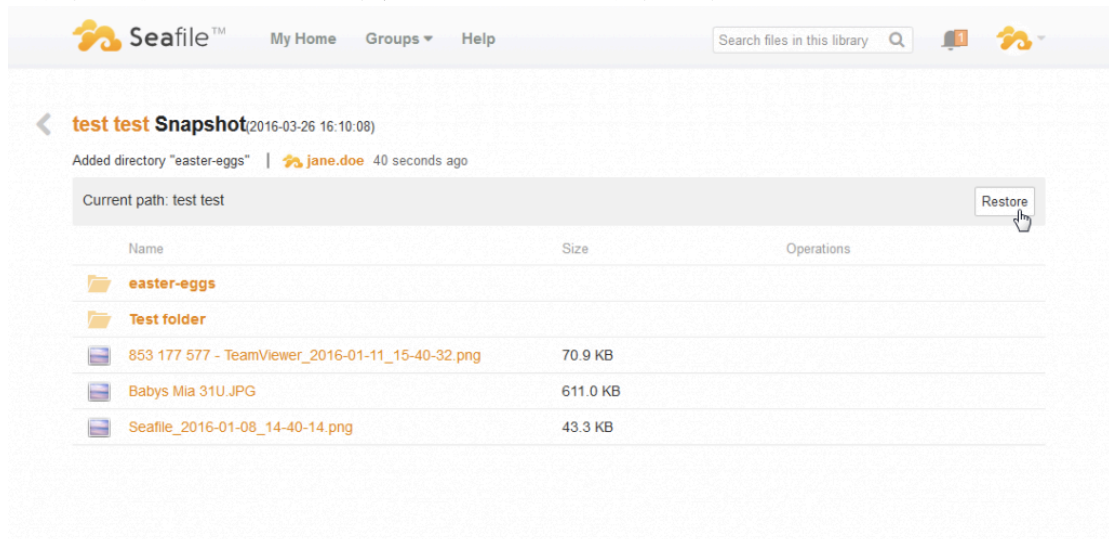 Seafile™ My Home Groups Help Search files in this library 1
test test Snapshot(2016-03-26 16:10:08)
Added directory "easter-eggs" | jane.doe 40 seconds ago
Current path: test test Restore
Name Size Operations
easter-eggs
Test folder
853 177 577 - TeamViewer_2016-01-11_15-40-32.png 70.9 KB
Babys Mia 31U.JPG 611.0 KB
Seafile_2016-01-08_14-40-14.png 43.3 KB